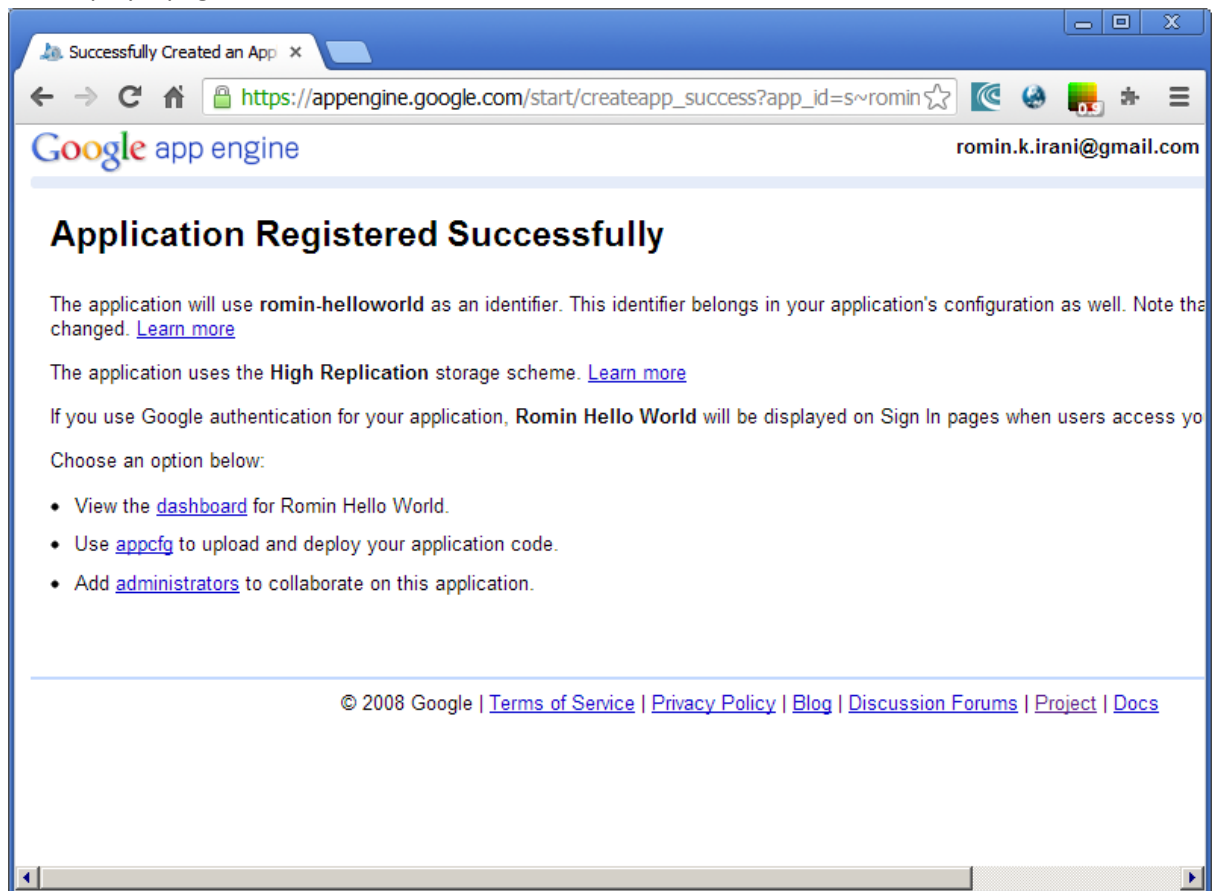 Successfully Created an App
https://appengine.google.com/start/createapp_success?app_id=s~romin
0.9
Google app engine
romin.k.irani@gmail.com
Application Registered Successfully
The application will use romin-helloworld as an identifier. This identifier belongs in your application's configuration as well. Note tha
changed. Learn more
The application uses the High Replication storage scheme. Learn more
If you use Google authentication for your application, Romin Hello World will be displayed on Sign In pages when users access yo
Choose an option below:
• View the dashboard for Romin Hello World.
• Use appcfg to upload and deploy your application code.
• Add administrators to collaborate on this application.
© 2008 Google | Terms of Service | Privacy Policy | Blog | Discussion Forums | Project | Docs